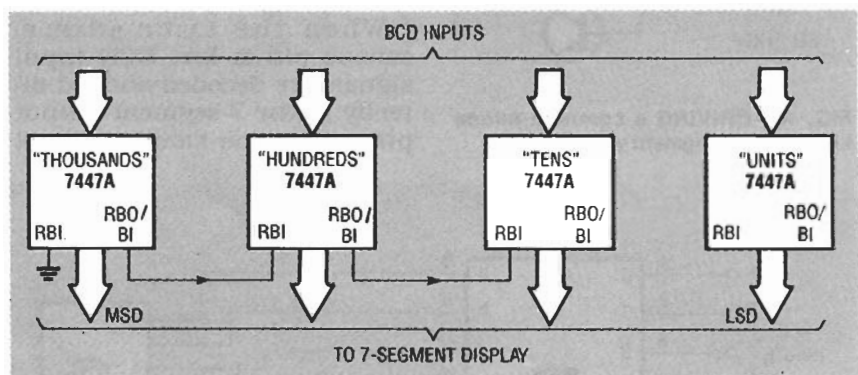 BCD INPUTS
"THOUSANDS"
7447A
RBI
RBO/
BI
"HUNDREDS"
7447A
RBI
RBO/
BI
"TENS"
7447A
RBI
RBO/
BI
"UNITS"
7447A
RBI
RBO/
BI
MSD
LSD
TO 7-SEGMENT DISPLAY